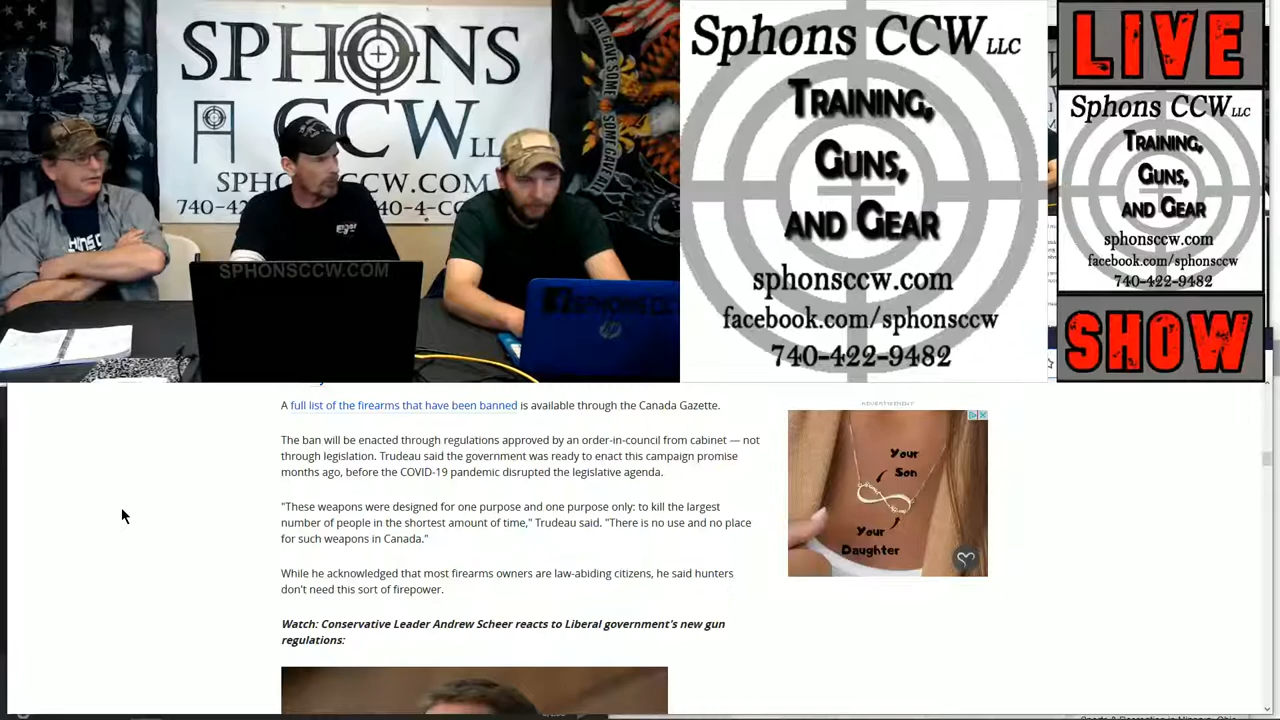 SPHONS
CCW LL
SPHONSCCW.COM
SPHONSCCW.COM
Sphons CCW LLC
TRAINING,
GUNS,
AND GEAR
sphonsccw.com
facebook.com/sphonsccw
740-422-9482
LIVE
Sphons CCW LLC
TRAINING,
GUNS,
AND GEAR
sphonsccw.com
facebook.com/sphonsccw
740-422-9482
SHOW
A full list of the firearms that have been banned is available through the Canada Gazette.
The ban will be enacted through regulations approved by an order-in-council from cabinet — not
through legislation. Trudeau said the government was ready to enact this campaign promise
months ago, before the COVID-19 pandemic disrupted the legislative agenda.
"These weapons were designed for one purpose and one purpose only: to kill the largest
number of people in the shortest amount of time," Trudeau said. "There is no use and no place
for such weapons in Canada."
While he acknowledged that most firearms owners are law-abiding citizens, he said hunters
don't need this sort of firepower.
Watch: Conservative Leader Andrew Scheer reacts to Liberal government's new gun
regulations:
ADVERTISEMENT
Your
Son
Your
Daughter